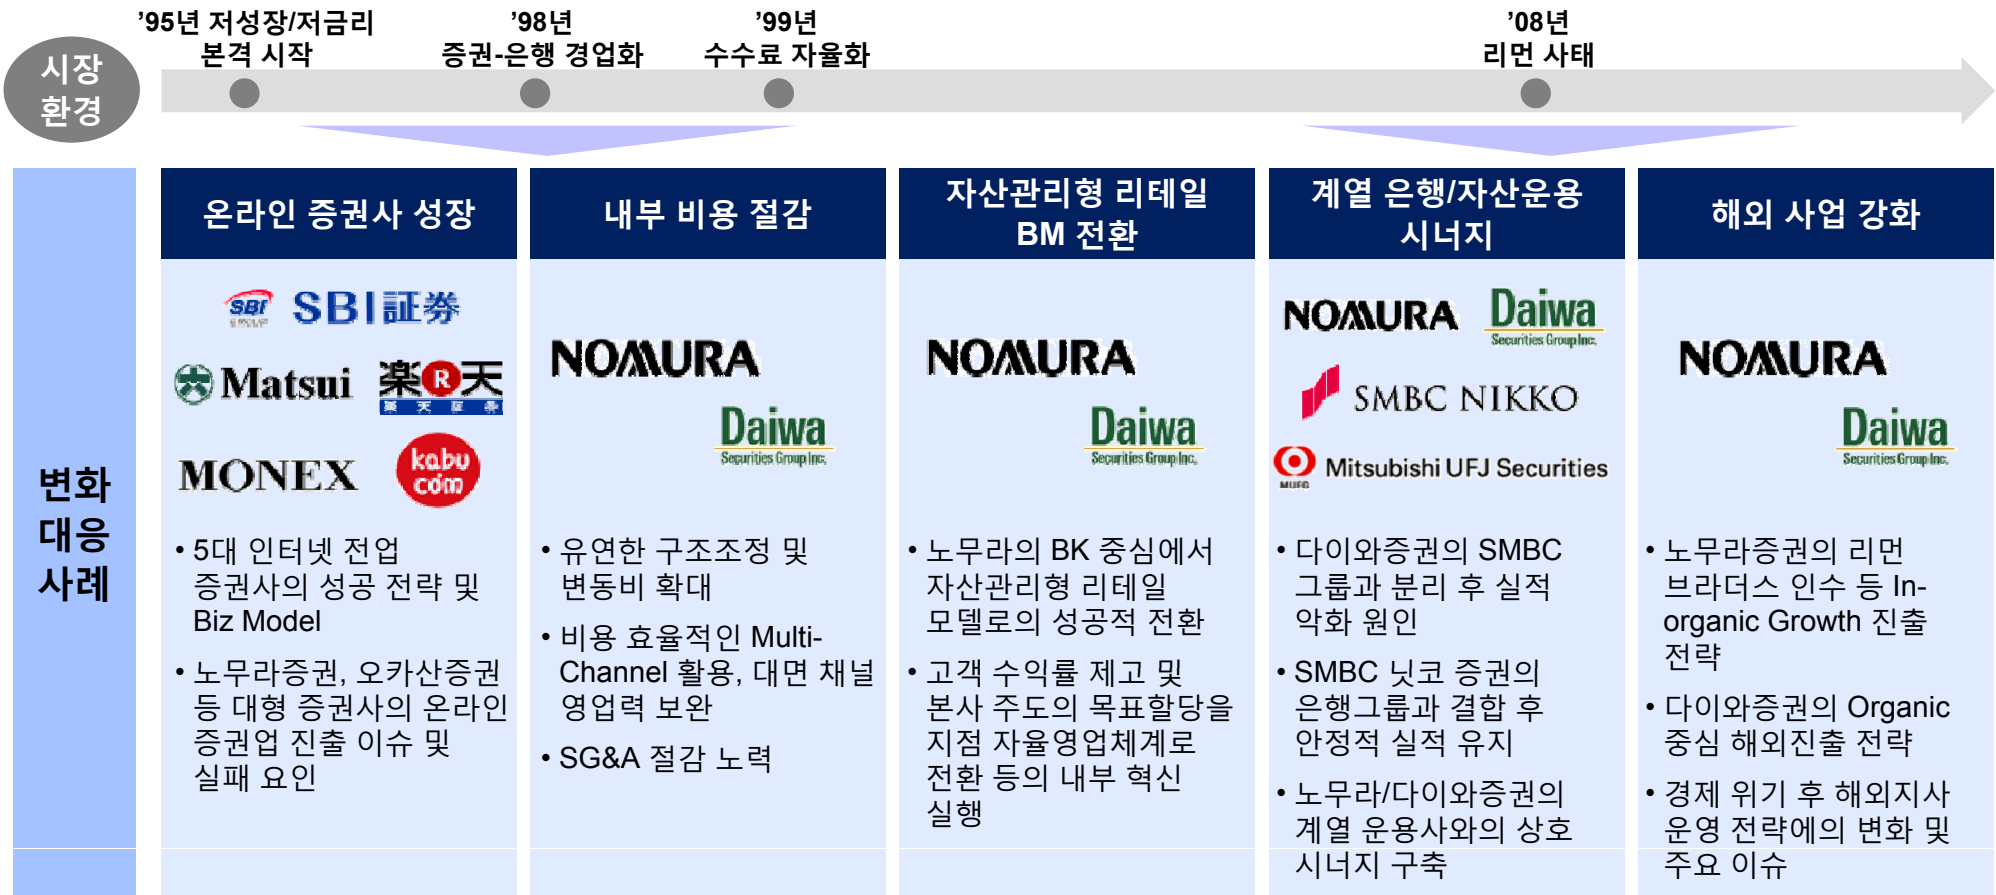 ’95년 저성장/저금리
본격 시작
’98년
증권-은행 경업화
’99년
수수료 자율화
’08년
리먼 사태
시장
환경
변화
대응
사례
온라인 증권사 성장
SBI
SBI証券
Matsui
楽R天
楽天証券
MONEX
kabu
com
• 5대 인터넷 전업
증권사의 성공 전략 및
Biz Model
• 노무라증권, 오카산증권
등 대형 증권사의 온라인
증권업 진출 이슈 및
실패 요인
내부 비용 절감
NOMURA
Daiwa
Securities Group Inc.
• 유연한 구조조정 및
변동비 확대
• 비용 효율적인 Multi-
Channel 활용, 대면 채널
영업력 보완
• SG&A 절감 노력
자산관리형 리테일
BM 전환
NOMURA
Daiwa
Securities Group Inc.
• 노무라의 BK 중심에서
자산관리형 리테일
모델로의 성공적 전환
• 고객 수익률 제고 및
본사 주도의 목표할당을
지점 자율영업체계로
전환 등의 내부 혁신
실행
계열 은행/자산운용
시너지
NOMURA
Daiwa
Securities Group Inc.
SMBC NIKKO
MUFG
Mitsubishi UFJ Securities
• 다이와증권의 SMBC
그룹과 분리 후 실적
악화 원인
• SMBC 닛코 증권의
은행그룹과 결합 후
안정적 실적 유지
• 노무라/다이와증권의
계열 운용사와의 상호
시너지 구축
해외 사업 강화
NOMURA
Daiwa
Securities Group Inc.
• 노무라증권의 리먼
브라더스 인수 등 In-
organic Growth 진출
전략
• 다이와증권의 Organic
중심 해외진출 전략
• 경제 위기 후 해외지사
운영 전략에의 변화 및
주요 이슈